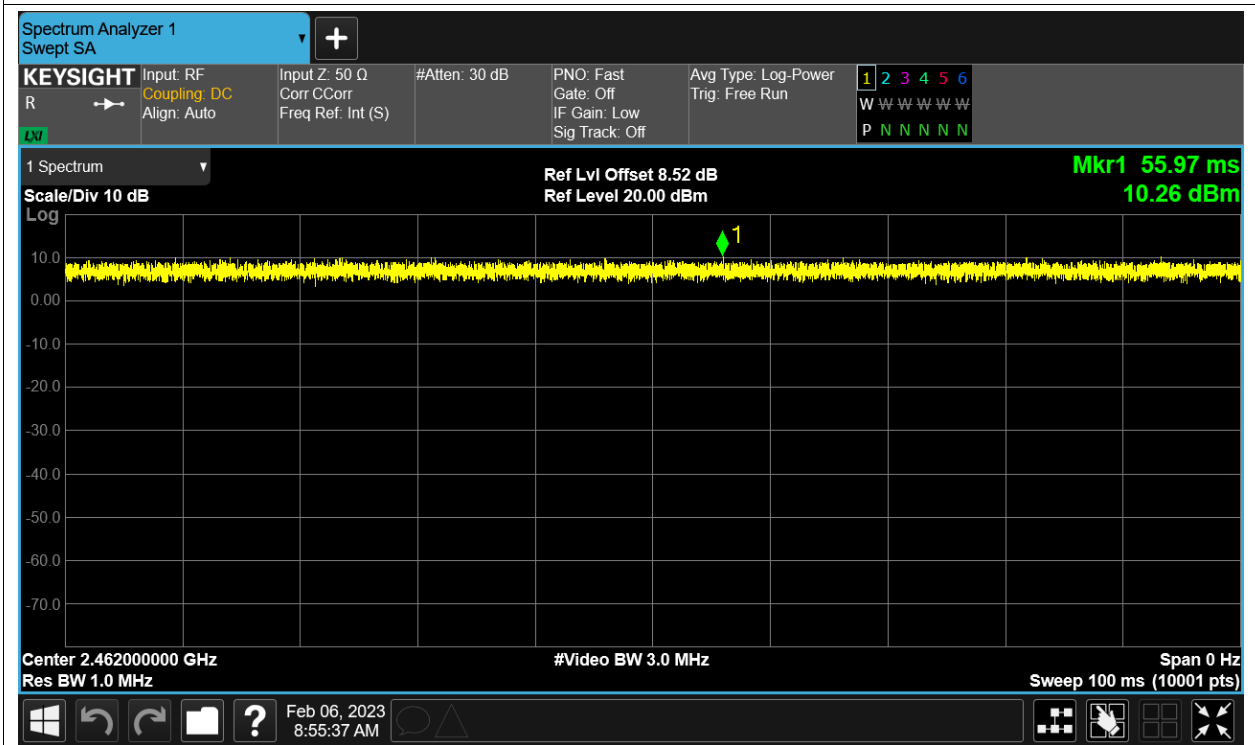 Spectrum Analyzer 1
Swept SA
KEYSIGHT
R
LXI
Input: RF
Coupling: DC
Align: Auto
Input Z: 50 Ω
Corr CCorr
Freq Ref: Int (S)
#Atten: 30 dB
PNO: Fast
Gate: Off
IF Gain: Low
Sig Track: Off
Avg Type: Log-Power
Trig: Free Run
1 2 3 4 5 6
W W W W W W
P N N N N N
1 Spectrum
Scale/Div 10 dB
Ref Lvl Offset 8.52 dB
Ref Level 20.00 dBm
Mkr1 55.97 ms
10.26 dBm
Log
1
10.0
0.00
-10.0
-20.0
-30.0
-40.0
-50.0
-60.0
-70.0
Center 2.462000000 GHz
Res BW 1.0 MHz
#Video BW 3.0 MHz
Span 0 Hz
Sweep 100 ms (10001 pts)
?
Feb 06, 2023
8:55:37 AM